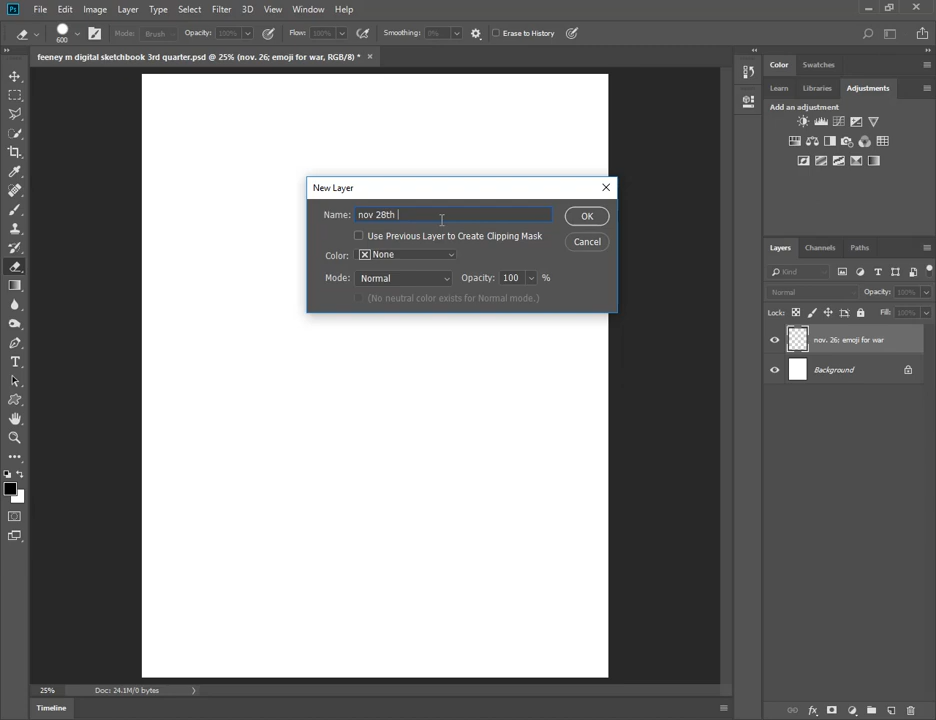 Ps File Edit Image Layer Type Select Filter 3D View Window Help
600 Mode: Brush Opacity: 100% Flow: 100% Smoothing: 0% Erase to History
feeney m digital sketchbook 3rd quarter.psd @ 25% (nov. 26; emoji for war, RGB/8) *
Color Swatches
Learn Libraries Adjustments
Add an adjustment
New Layer
Name: nov 28th
OK
Use Previous Layer to Create Clipping Mask
Cancel
Color: None
Mode: Normal Opacity: 100 %
(No neutral color exists for Normal mode.)
Layers Channels Paths
Kind
Normal Opacity: 100%
Lock: Fill: 100%
nov. 26; emoji for war
Background
25% Doc: 24.1M/0 bytes
Timeline